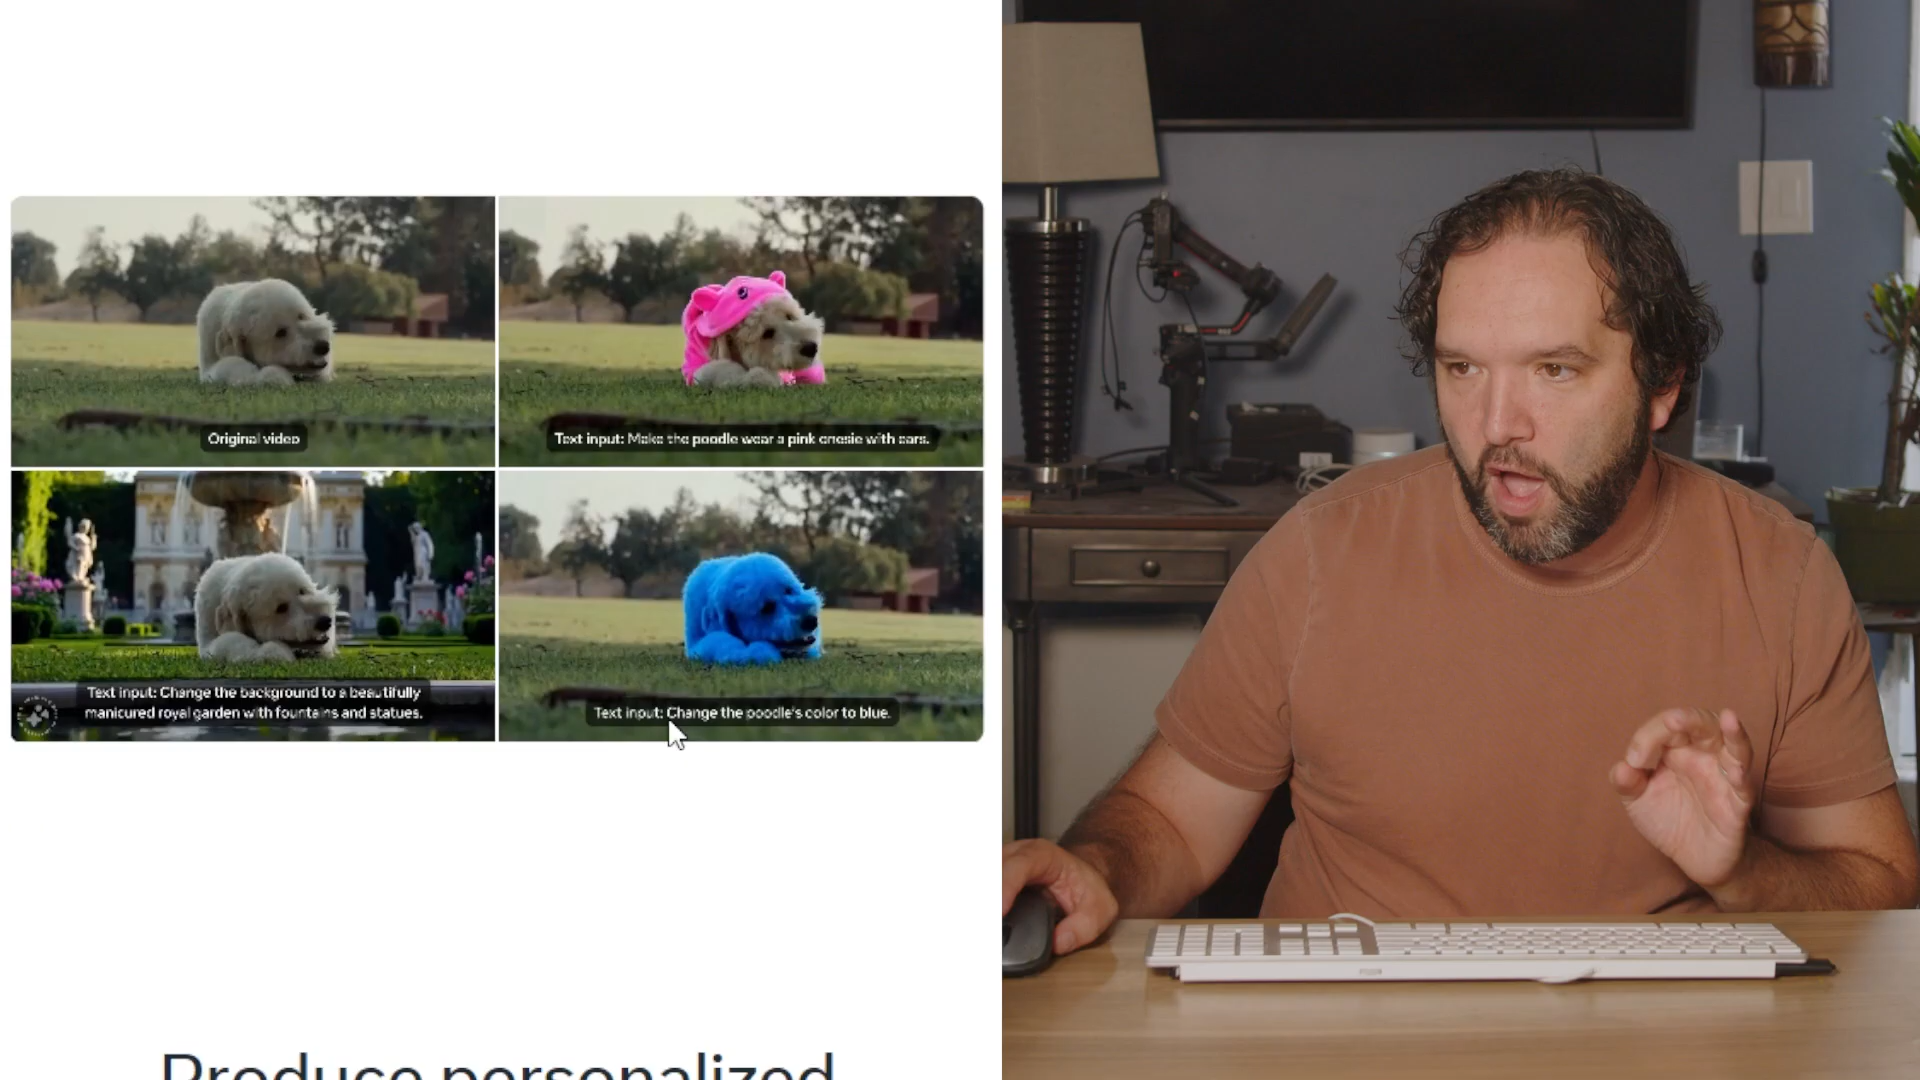 Original video
Text input: Make the poodle wear a pink onesie with ears.
Text input: Change the background to a beautifully
manicured royal garden with fountains and statues.
Text input: Change the poodle's color to blue.
Produce personalized